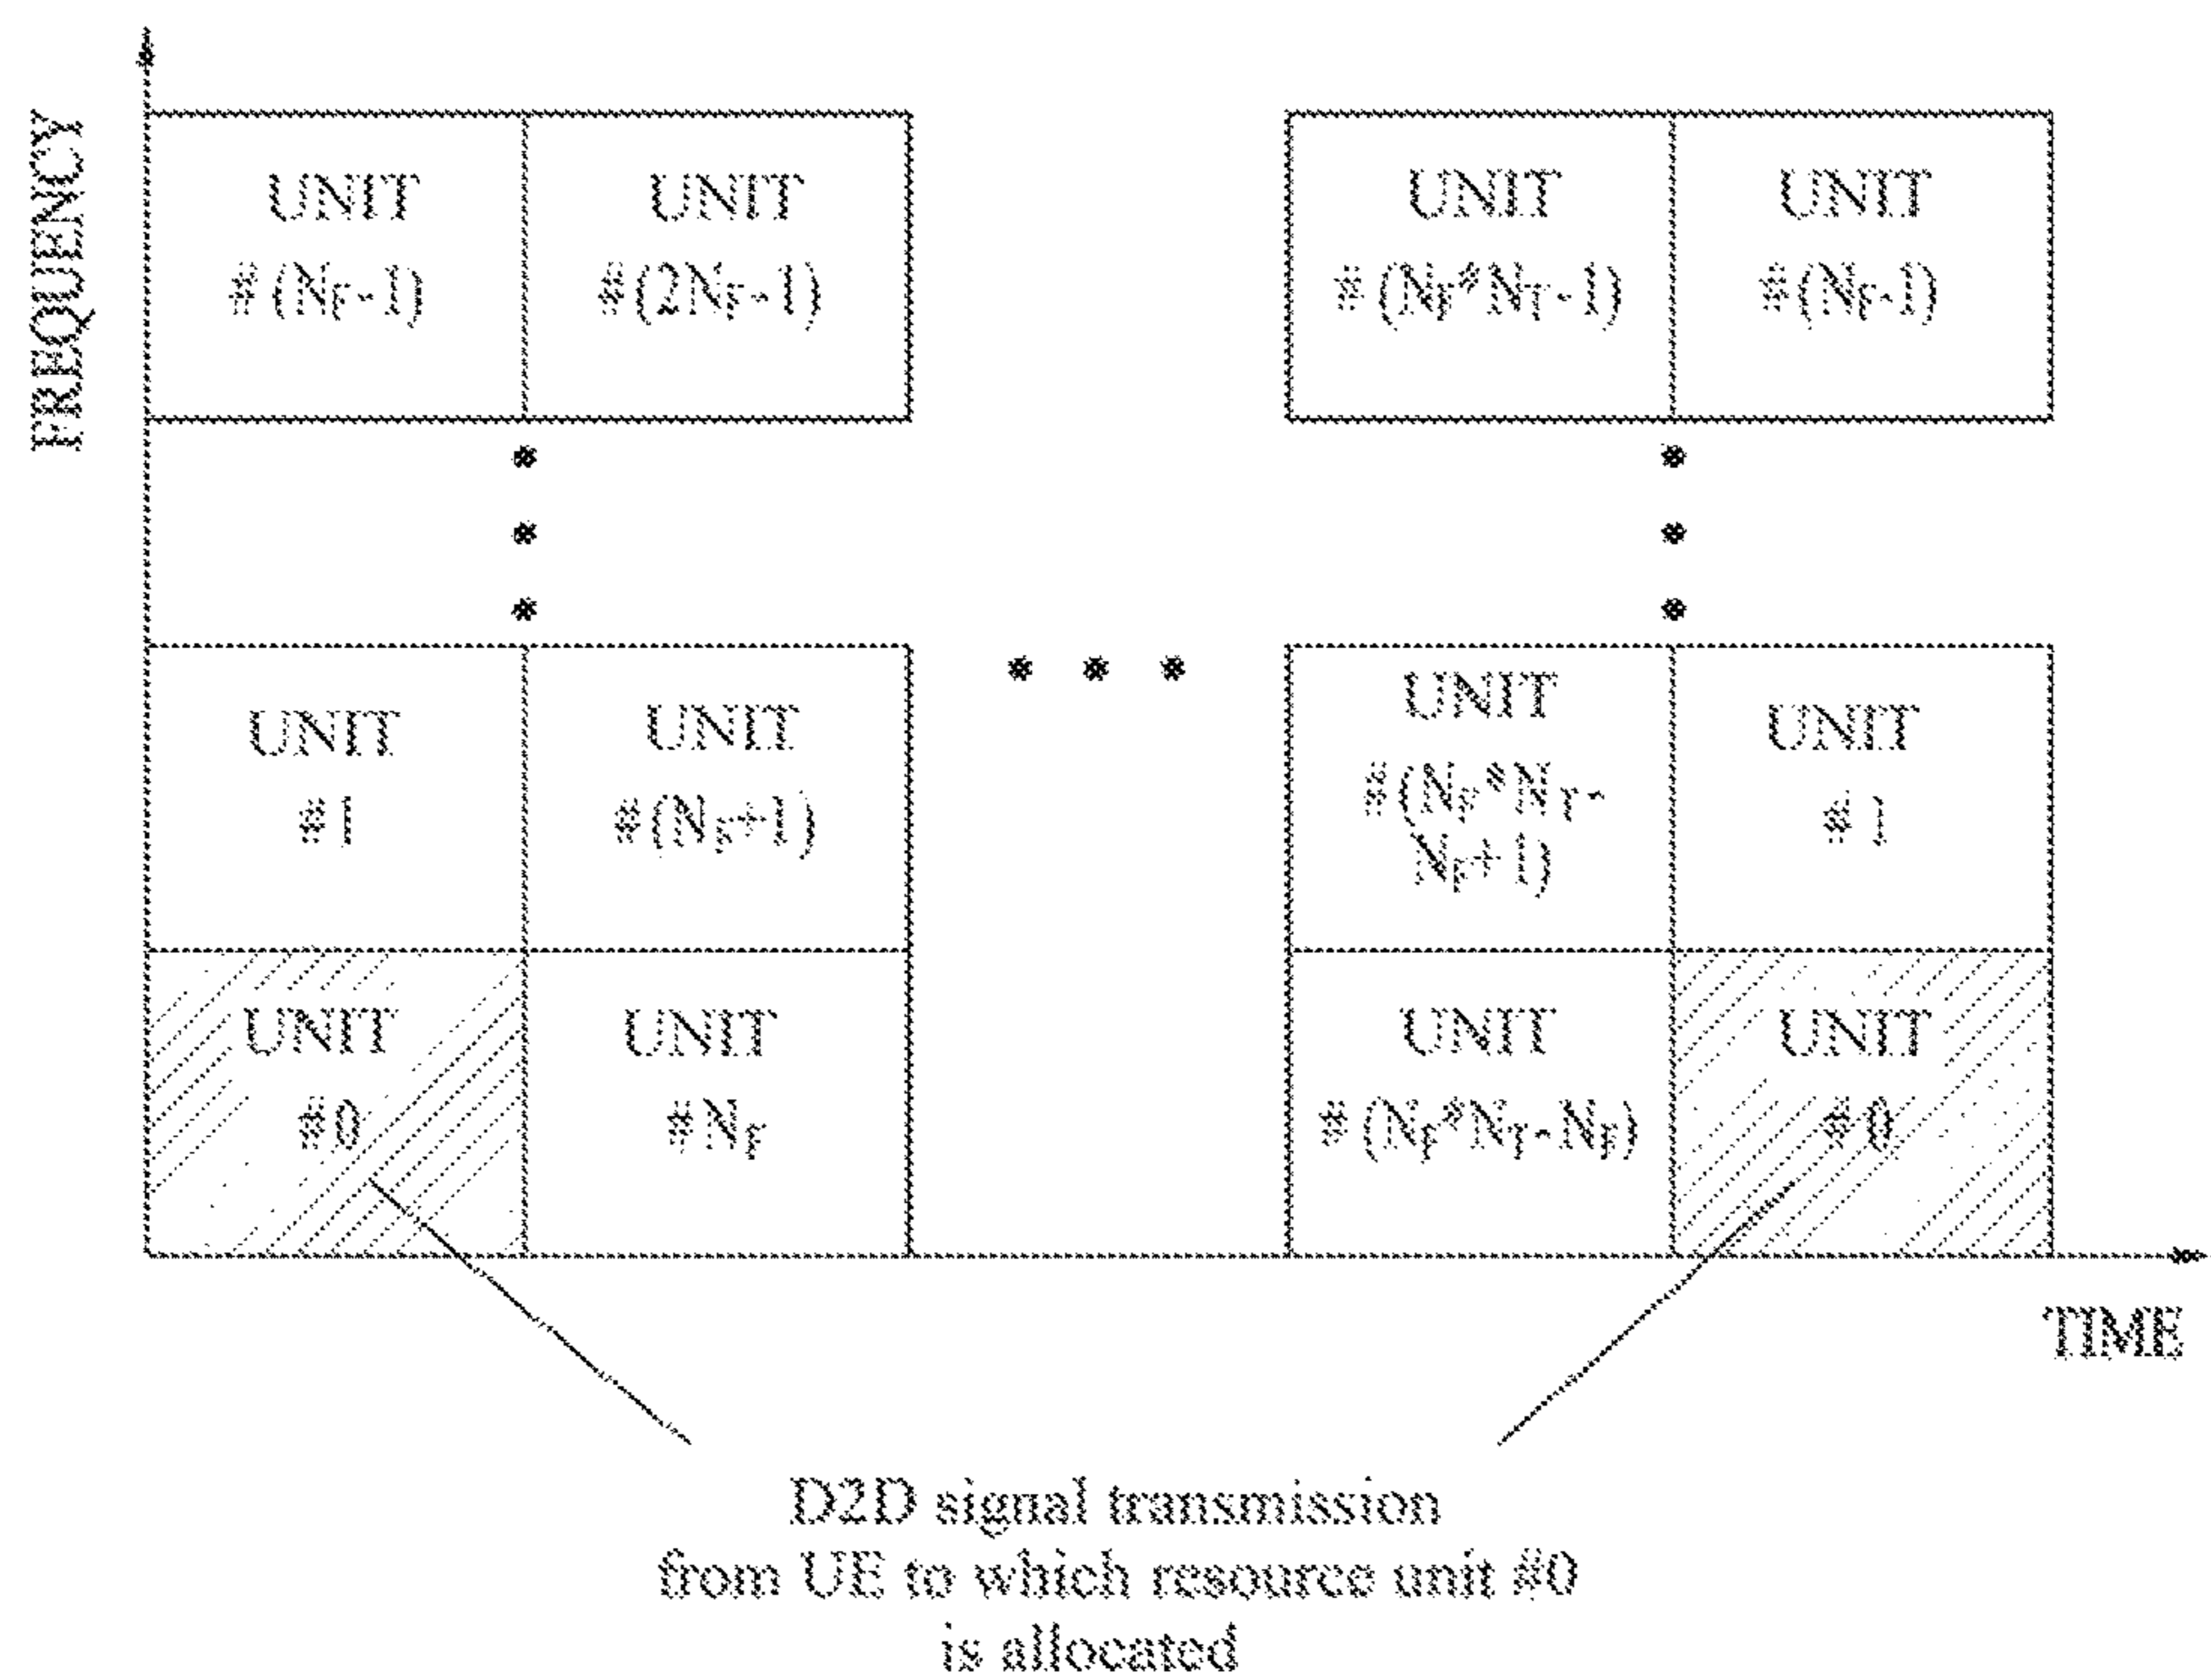 FREQUENCY
UNIT
#(NF-1)
UNIT
#(2NF-1)
UNIT
#(NF*NT-1)
UNIT
#(NF-1)
UNIT
#1
UNIT
#(NF+1)
UNIT
#(NF*NT-
NF+1)
UNIT
#1
UNIT
#0
UNIT
#NF
UNIT
#(NF*NT-NF)
UNIT
#0
TIME
D2D signal transmission
from UE to which resource unit #0
is allocated